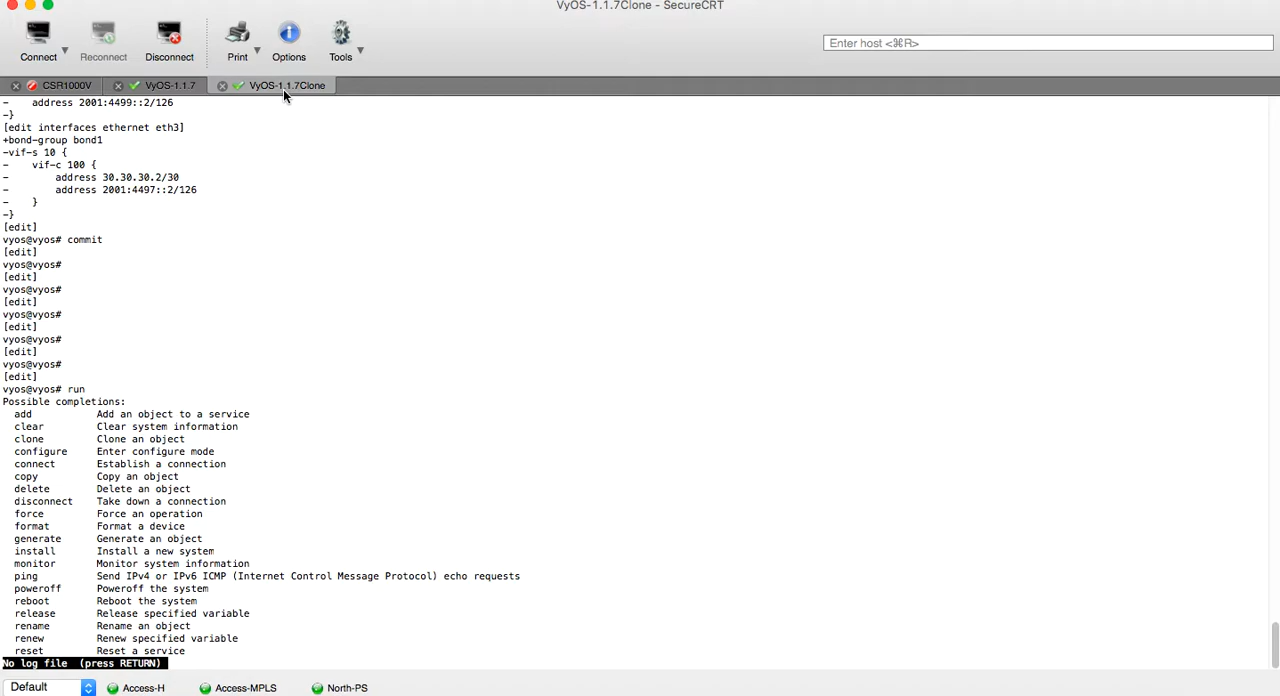 VyOS-1.1.7Clone - SecureCRT
Connect Reconnect Disconnect Print Options Tools
Enter host <⌘R>
CSR1000V VyOS-1.1.7 VyOS-1.1.7Clone
-    address 2001:4499::2/126
-}
[edit interfaces ethernet eth3]
+bond-group bond1
-vif-s 10 {
-    vif-c 100 {
-        address 30.30.30.2/30
-        address 2001:4497::2/126
-    }
-}
[edit]
vyos@vyos# commit
[edit]
vyos@vyos#
[edit]
vyos@vyos#
[edit]
vyos@vyos#
[edit]
vyos@vyos#
[edit]
vyos@vyos#
[edit]
vyos@vyos# run
Possible completions:
add Add an object to a service
clear Clear system information
clone Clone an object
configure Enter configure mode
connect Establish a connection
copy Copy an object
delete Delete an object
disconnect Take down a connection
force Force an operation
format Format a device
generate Generate an object
install Install a new system
monitor Monitor system information
ping Send IPv4 or IPv6 ICMP (Internet Control Message Protocol) echo requests
poweroff Poweroff the system
reboot Reboot the system
release Release specified variable
rename Rename an object
renew Renew specified variable
reset Reset a service
No log file  (press RETURN)
Default Access-H Access-MPLS North-PS